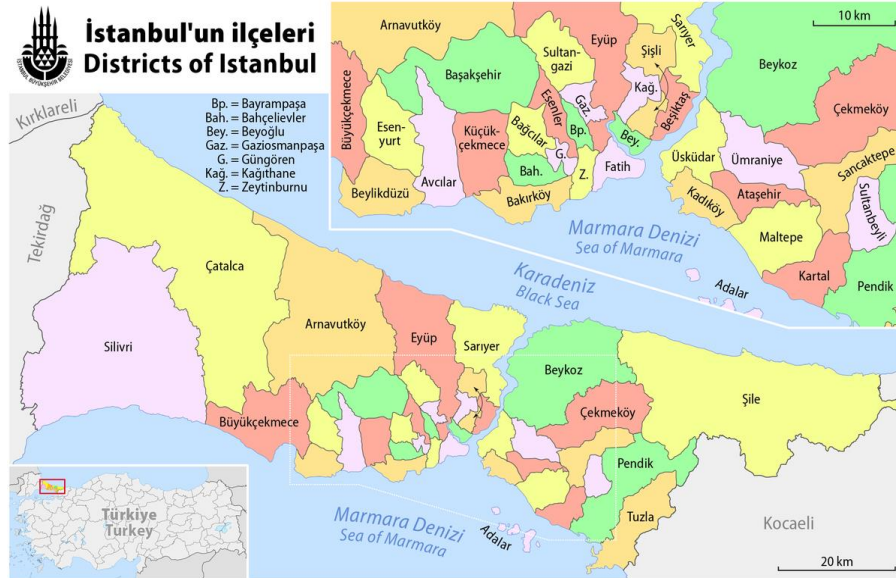 İstanbul'un ilçeleri
Districts of Istanbul
İSTANBUL BÜYÜKŞEHİR BELEDİYESİ
Bp. = Bayrampaşa
Bah. = Bahçelievler
Bey. = Beyoğlu
Gaz. = Gaziosmanpaşa
G. = Güngören
Kağ. = Kağıthane
Z. = Zeytinburnu
10 km
Arnavutköy
Büyükçekmece
Başakşehir
Sultan-
gazi
Eyüp
Şişli
Sarıyer
Beykoz
Çekmeköy
Esen-
yurt
Avcılar
Küçük-
çekmece
Bağcılar
Esenler
Gaz.
Bp.
Kağ.
Beşiktaş
Bey.
G.
Bah.
Z.
Fatih
Beylikdüzü
Bakırköy
Üsküdar
Ümraniye
Sancaktepe
Kadıköy
Ataşehir
Sultanbeyli
Maltepe
Kartal
Pendik
Marmara Denizi
Sea of Marmara
Adalar
Kırklareli
Tekirdağ
Karadeniz
Black Sea
Çatalca
Silivri
Arnavutköy
Eyüp
Sarıyer
Beykoz
Şile
Büyükçekmece
Çekmeköy
Pendik
Tuzla
Kocaeli
Marmara Denizi
Sea of Marmara
Adalar
Türkiye
Turkey
20 km